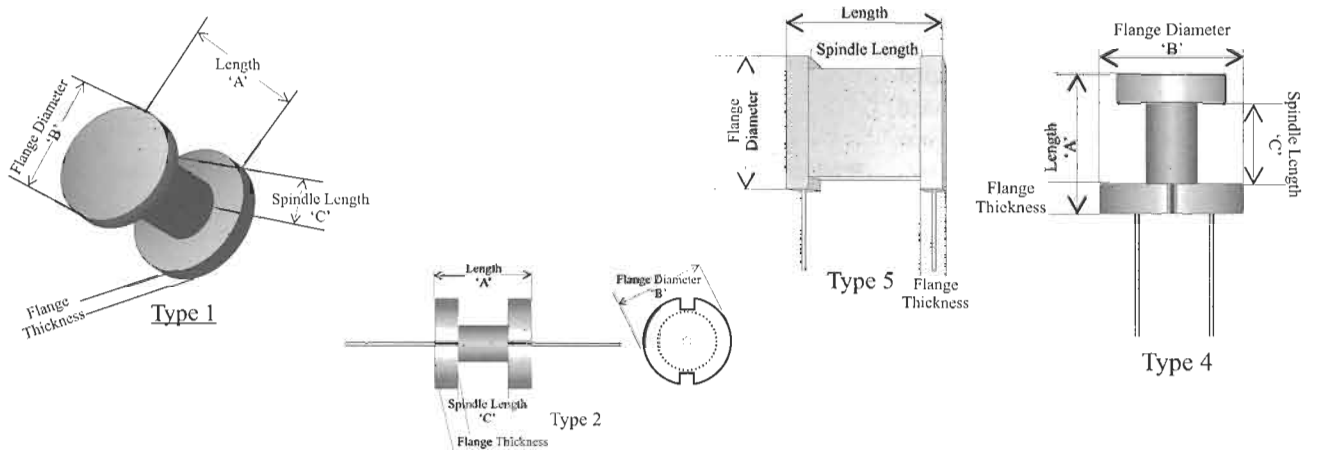 Length
'A'
Flange Diameter
'B'
Spindle Length
'C'
Flange
Thickness
Type 1
Length
'A'
Flange Diameter
'B'
Spindle Length
'C'
Flange Thickness
Type 2
Length
Spindle Length
Flange
Diameter
Type 5
Flange
Thickness
Flange Diameter
'B'
Length
'A'
Spindle Length
'C'
Flange
Thickness
Type 4